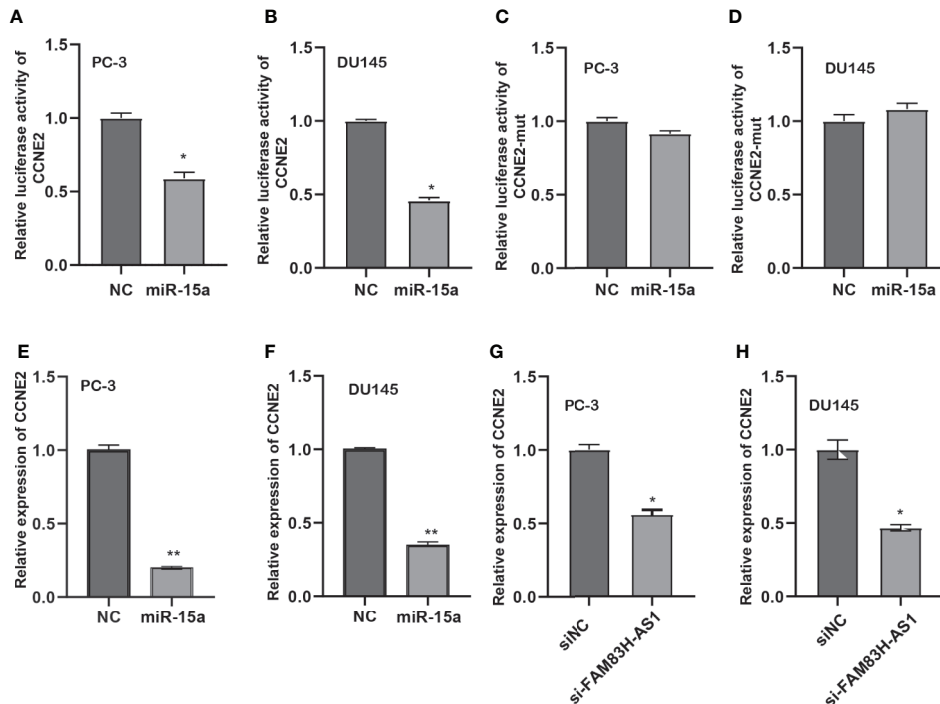 A
Relative luciferase activity of
CCNE2
1.5
1.0
0.5
0.0
PC-3
*
NC miR-15a
B
Relative luciferase activity of
CCNE2
1.5
1.0
0.5
0.0
DU145
*
NC miR-15a
C
Relative luciferase activity of
CCNE2-mut
1.5
1.0
0.5
0.0
PC-3
NC miR-15a
D
Relative luciferase activity of
CCNE2-mut
1.5
1.0
0.5
0.0
DU145
NC miR-15a
E
Relative expression of CCNE2
1.5
1.0
0.5
0.0
PC-3
**
NC miR-15a
F
Relative expression of CCNE2
1.5
1.0
0.5
0.0
DU145
**
NC miR-15a
G
Relative expression of CCNE2
1.5
1.0
0.5
0.0
PC-3
*
siNC
si-FAM83H-AS1
H
Relative expression of CCNE2
1.5
1.0
0.5
0.0
DU145
*
siNC
si-FAM83H-AS1